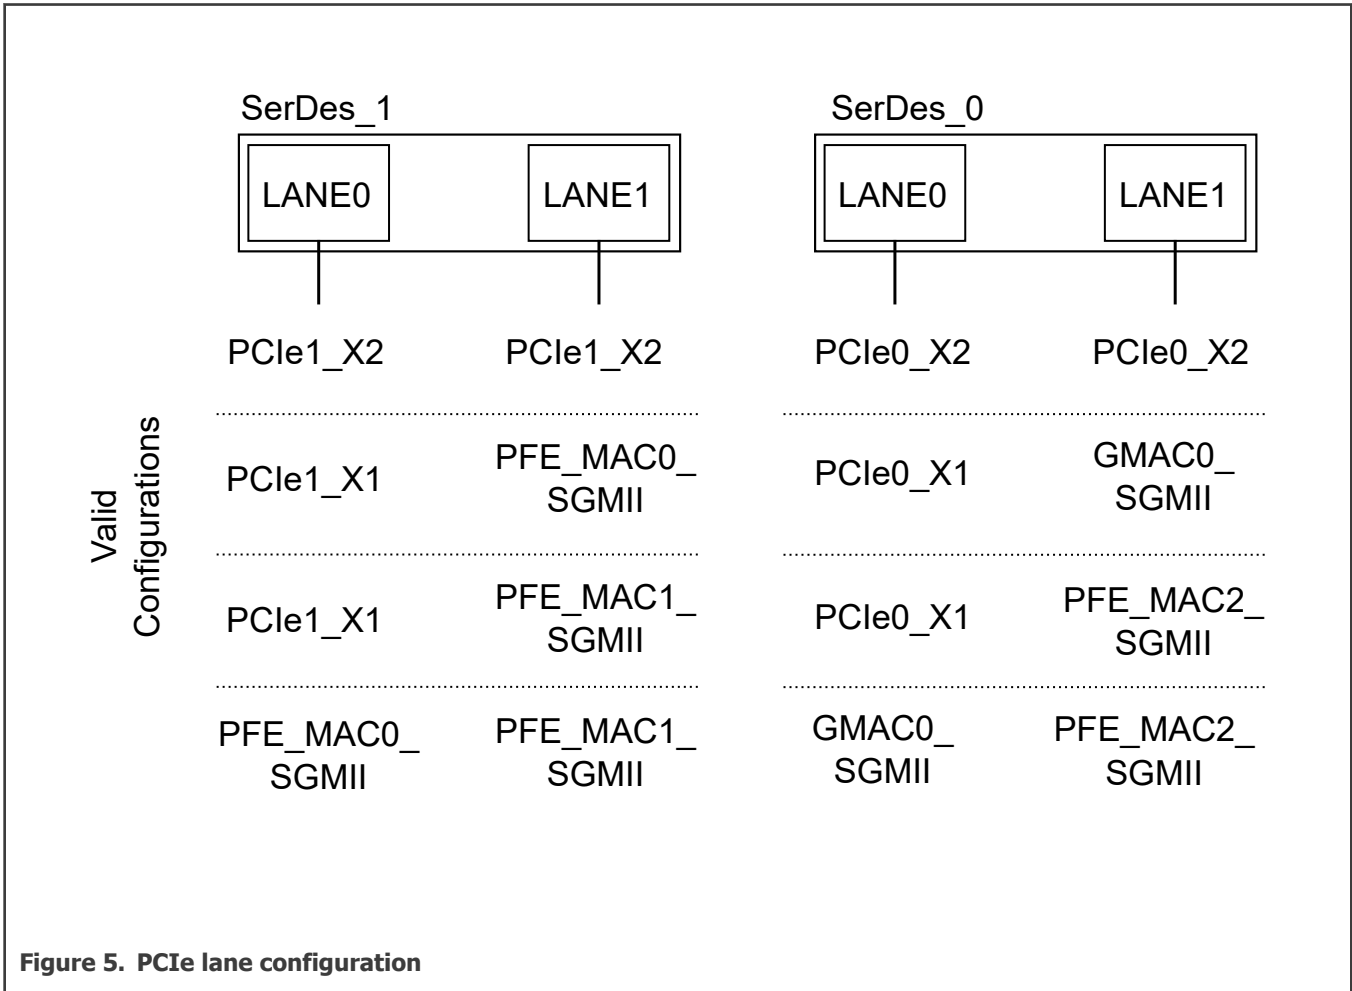 SerDes_1
SerDes_0
LANE0
LANE1
LANE0
LANE1
PCIe1_X2
PCIe1_X2
PCIe0_X2
PCIe0_X2
Valid
Configurations
PCIe1_X1
PFE_MAC0_
SGMII
PCIe0_X1
GMAC0_
SGMII
PCIe1_X1
PFE_MAC1_
SGMII
PCIe0_X1
PFE_MAC2_
SGMII
PFE_MAC0_
SGMII
PFE_MAC1_
SGMII
GMAC0_
SGMII
PFE_MAC2_
SGMII
Figure 5. PCIe lane configuration